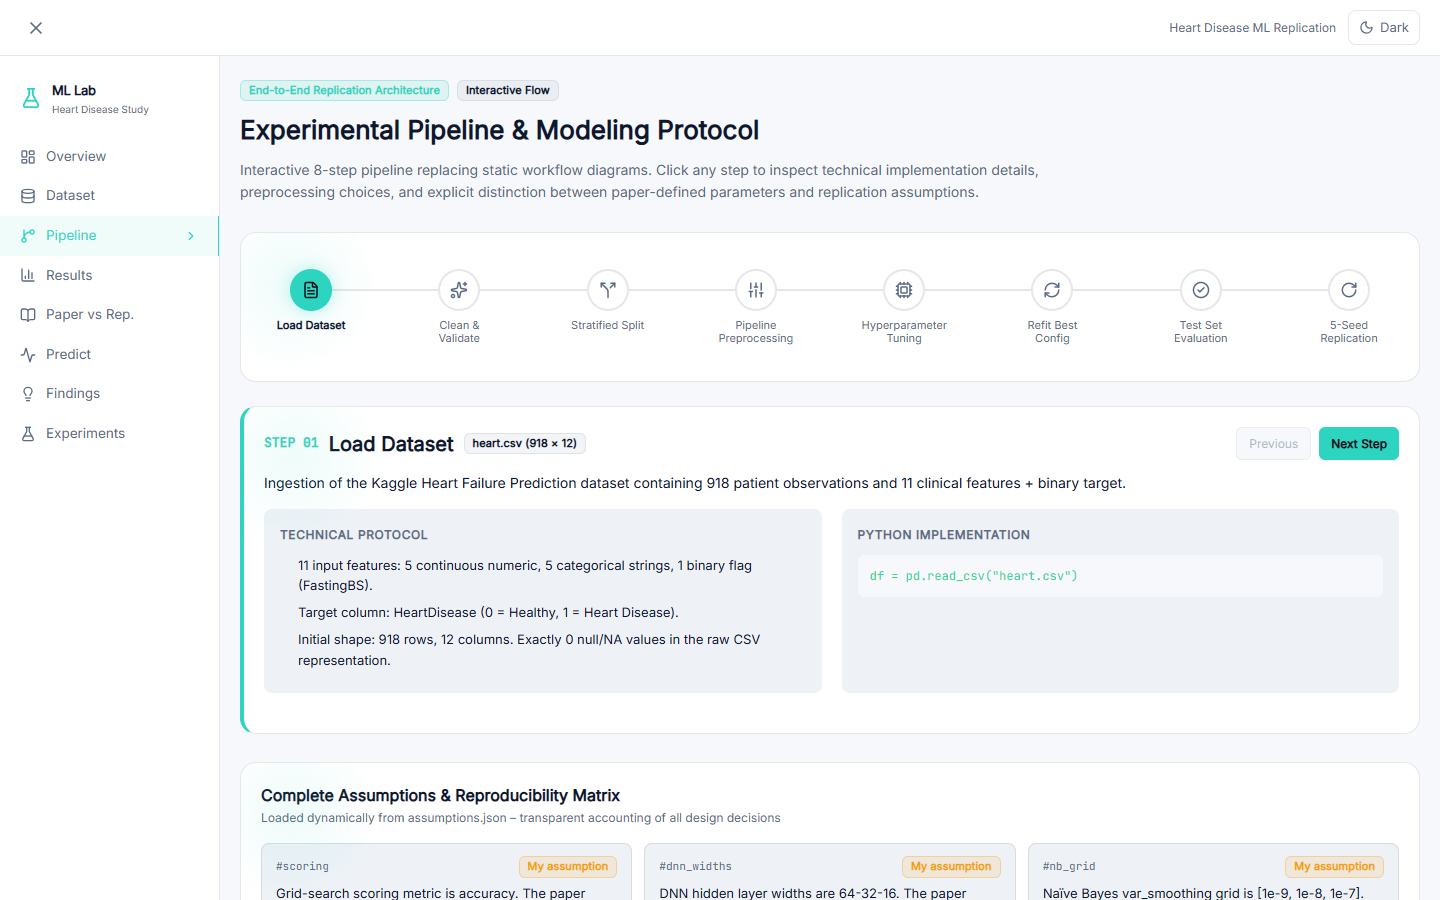 Heart Disease ML Replication
Dark
ML Lab
Heart Disease Study
Overview
Dataset
Pipeline
Results
Paper vs Rep.
Predict
Findings
Experiments
End-to-End Replication Architecture
Interactive Flow
Experimental Pipeline & Modeling Protocol
Interactive 8-step pipeline replacing static workflow diagrams. Click any step to inspect technical implementation details,
preprocessing choices, and explicit distinction between paper-defined parameters and replication assumptions.
Load Dataset
Clean &
Validate
Stratified Split
Pipeline
Preprocessing
Hyperparameter
Tuning
Refit Best
Config
Test Set
Evaluation
5-Seed
Replication
STEP 01 Load Dataset heart.csv (918 × 12)
Previous
Next Step
Ingestion of the Kaggle Heart Failure Prediction dataset containing 918 patient observations and 11 clinical features + binary target.
TECHNICAL PROTOCOL
11 input features: 5 continuous numeric, 5 categorical strings, 1 binary flag
(FastingBS).
Target column: HeartDisease (0 = Healthy, 1 = Heart Disease).
Initial shape: 918 rows, 12 columns. Exactly 0 null/NA values in the raw CSV
representation.
PYTHON IMPLEMENTATION
df = pd.read_csv("heart.csv")
Complete Assumptions & Reproducibility Matrix
Loaded dynamically from assumptions.json – transparent accounting of all design decisions
#scoring
My assumption
Grid-search scoring metric is accuracy. The paper
#dnn_widths
My assumption
DNN hidden layer widths are 64-32-16. The paper
#nb_grid
My assumption
Naïve Bayes var_smoothing grid is [1e-9, 1e-8, 1e-7].